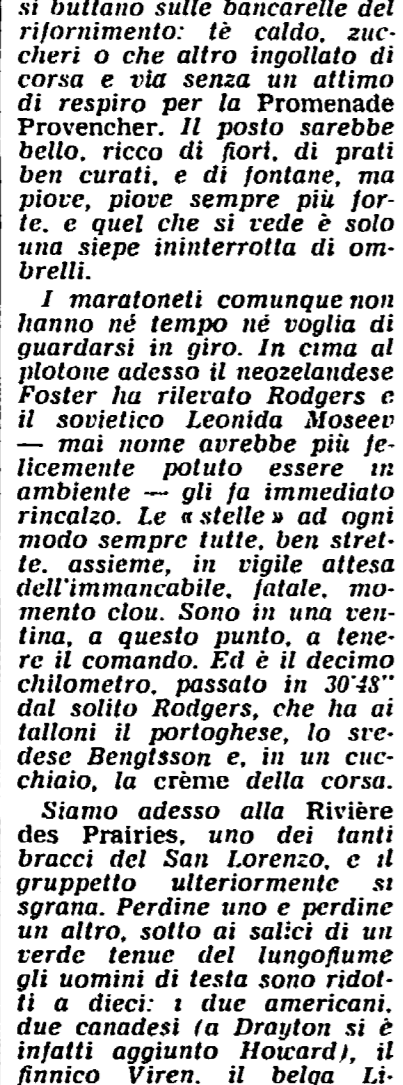 si buttano sulle bancarelle del
rifornimento: tè caldo, zuc-
cheri o che altro ingollato di
corsa e via senza un attimo
di respiro per la Promenade
Provencher. Il posto sarebbe
bello, ricco di fiori, di prati
ben curati, e di fontane, ma
piove, piove sempre più for-
te, e quel che si vede è solo
una siepe ininterrotta di om-
brelli.
I maratoneti comunque non
hanno né tempo né voglia di
guardarsi in giro. In cima al
plotone adesso il neozelandese
Foster ha rilevato Rodgers e
il sovietico Leonida Moseev
— mai nome avrebbe più fe-
licemente potuto essere in
ambiente — gli fa immediato
rincalzo. Le « stelle » ad ogni
modo sempre tutte, ben stret-
te, assieme, in vigile attesa
dell'immancabile, fatale, mo-
mento clou. Sono in una ven-
tina, a questo punto, a tene-
re il comando. Ed è il decimo
chilometro, passato in 30'48"
dal solito Rodgers, che ha ai
talloni il portoghese, lo sve-
dese Bengtsson e, in un cuc-
chiaio, la crème della corsa.
Siamo adesso alla Rivière
des Prairies, uno dei tanti
bracci del San Lorenzo, e il
gruppetto ulteriormente si
sgrana. Perdine uno e perdine
un altro, sotto ai salici di un
verde tenue del lungofiume
gli uomini di testa sono ridot-
ti a dieci: i due americani,
due canadesi (a Drayton si è
infatti aggiunto Howard), il
finnico Viren, il belga Li-